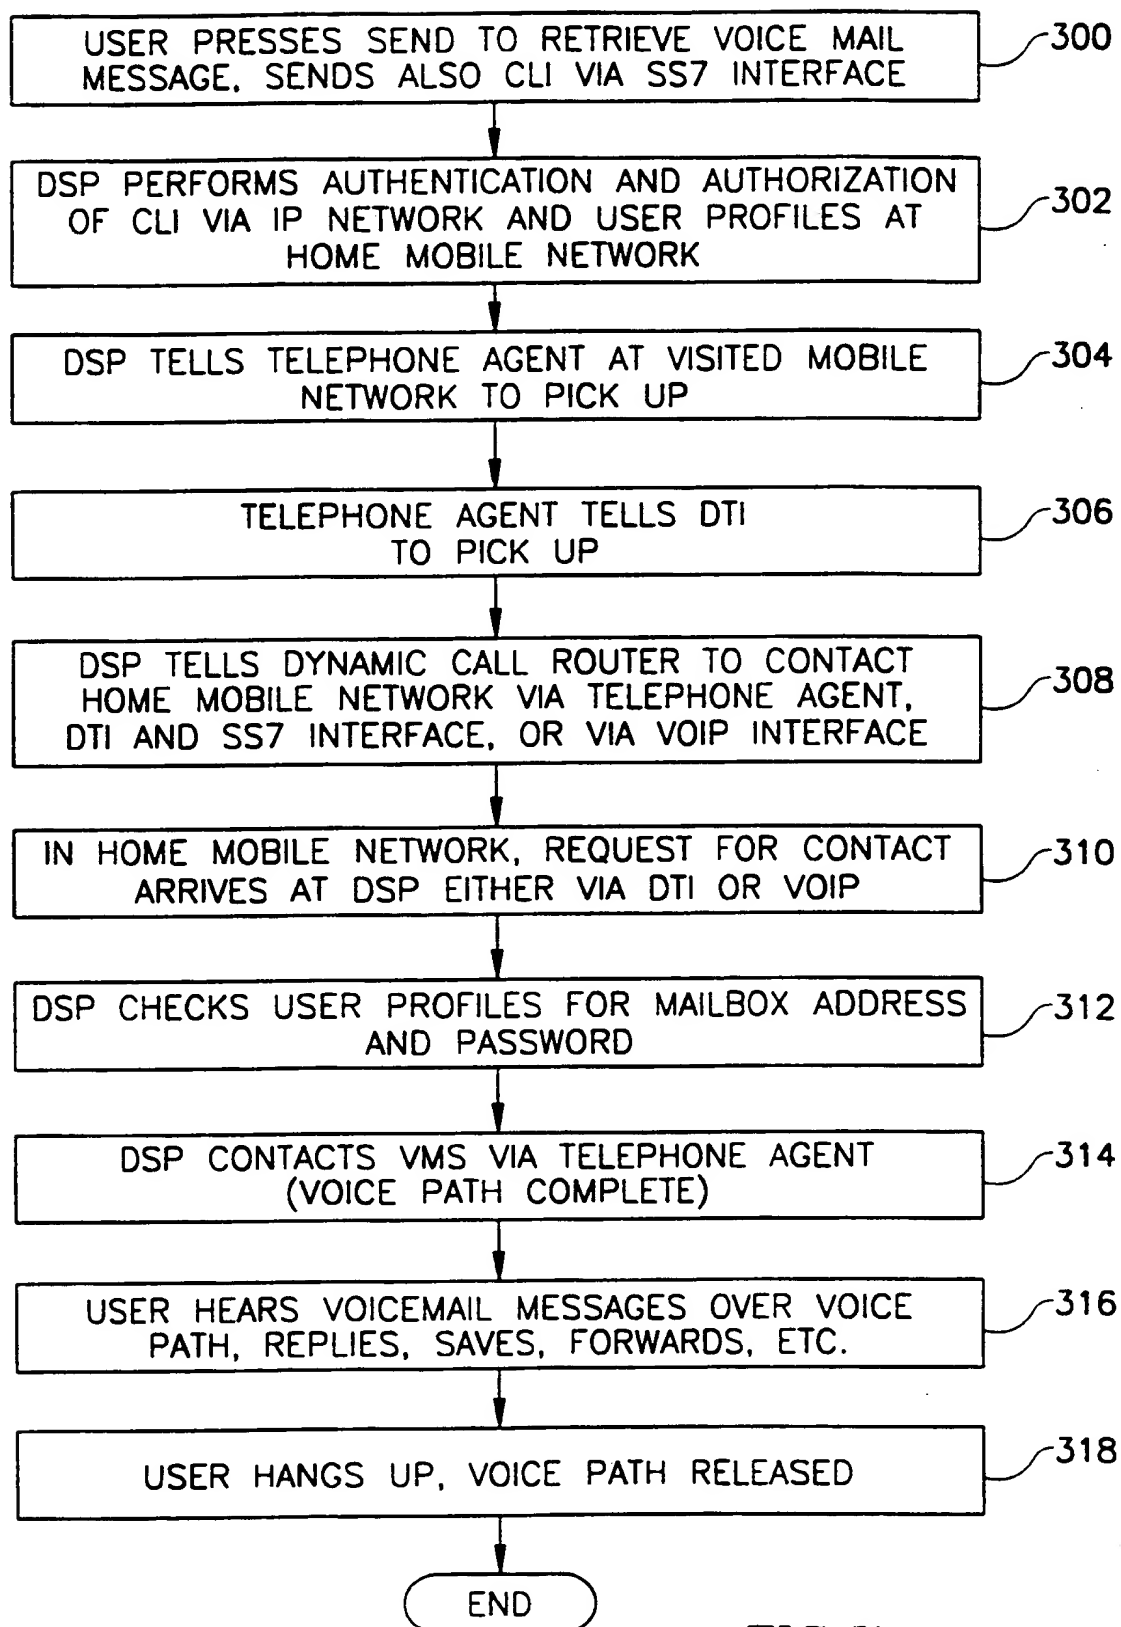 USER PRESSES SEND TO RETRIEVE VOICE MAIL
MESSAGE, SENDS ALSO CLI VIA SS7 INTERFACE
300
DSP PERFORMS AUTHENTICATION AND AUTHORIZATION
OF CLI VIA IP NETWORK AND USER PROFILES AT
HOME MOBILE NETWORK
302
DSP TELLS TELEPHONE AGENT AT VISITED MOBILE
NETWORK TO PICK UP
304
TELEPHONE AGENT TELLS DTI
TO PICK UP
306
DSP TELLS DYNAMIC CALL ROUTER TO CONTACT
HOME MOBILE NETWORK VIA TELEPHONE AGENT,
DTI AND SS7 INTERFACE, OR VIA VOIP INTERFACE
308
IN HOME MOBILE NETWORK, REQUEST FOR CONTACT
ARRIVES AT DSP EITHER VIA DTI OR VOIP
310
DSP CHECKS USER PROFILES FOR MAILBOX ADDRESS
AND PASSWORD
312
DSP CONTACTS VMS VIA TELEPHONE AGENT
(VOICE PATH COMPLETE)
314
USER HEARS VOICEMAIL MESSAGES OVER VOICE
PATH, REPLIES, SAVES, FORWARDS, ETC.
316
USER HANGS UP, VOICE PATH RELEASED
318
END